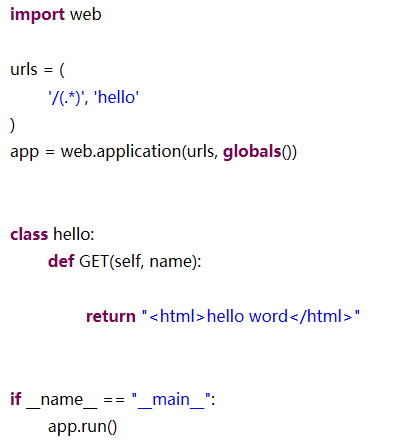 import web
urls = (
'/(.*)', 'hello'
)
app = web.application(urls, globals())
class hello:
def GET(self, name):
return "<html>hello word</html>"
if __name__ == "__main__":
app.run()